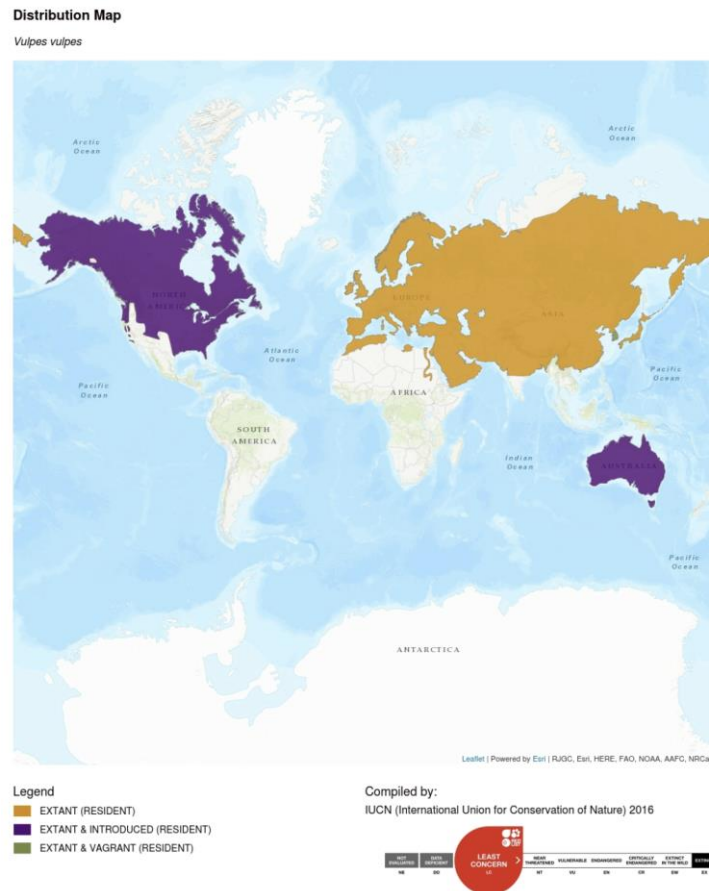 Distribution Map
Vulpes vulpes
Arctic
Ocean
Arctic
Ocean
NORTH
AMERICA
EUROPE
ASIA
Atlantic
Ocean
Pacific
Ocean
Pacific
Ocean
AFRICA
SOUTH
AMERICA
Indian
Ocean
AUSTRALIA
Pacific
Ocean
ANTARCTICA
Leaflet | Powered by Esri | RJGC, Esri, HERE, FAO, NOAA, AAFC, NRCa
Legend
EXTANT (RESIDENT)
EXTANT & INTRODUCED (RESIDENT)
EXTANT & VAGRANT (RESIDENT)
Compiled by:
IUCN (International Union for Conservation of Nature) 2016
NOT EVALUATED
DATA DEFICIENT
LEAST CONCERN
NEAR THREATENED
VULNERABLE
ENDANGERED
CRITICALLY ENDANGERED
EXTINCT IN THE WILD
EXTIN
NE
DD
LC
NT
VU
EN
CR
EW
EX